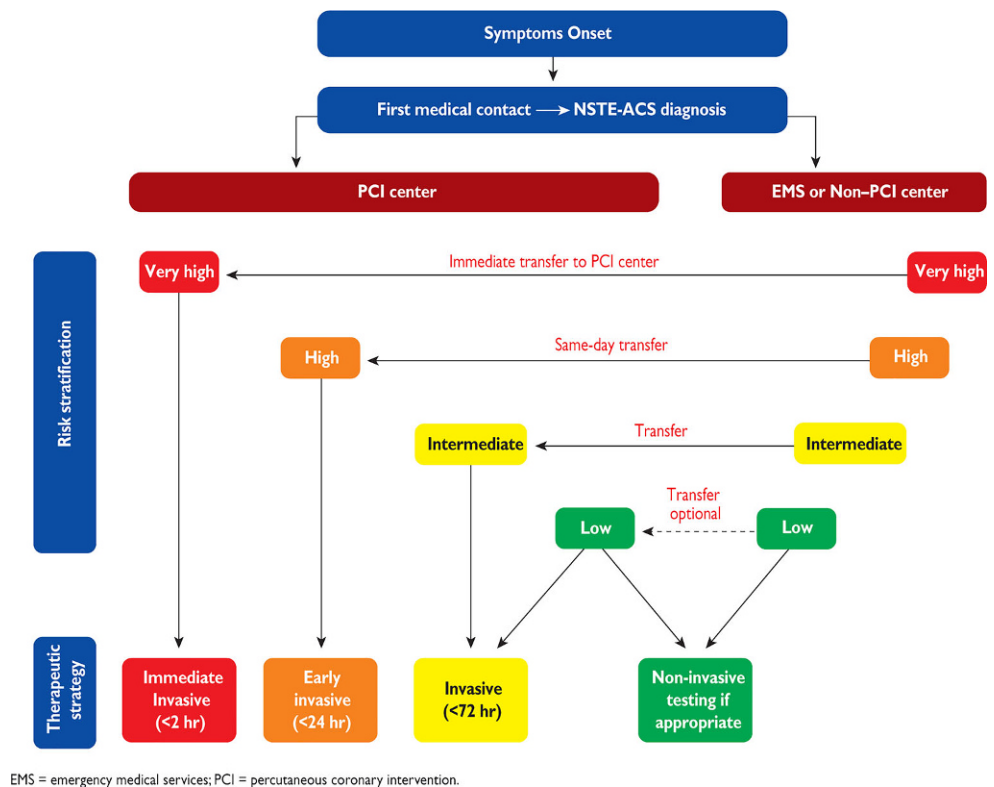 Symptoms Onset
First medical contact → NSTE-ACS diagnosis
PCI center
EMS or Non–PCI center
Risk stratification
Very high
Immediate transfer to PCI center
Very high
High
Same-day transfer
High
Intermediate
Transfer
Intermediate
Low
Transfer
optional
Low
Therapeutic
strategy
Immediate
Invasive
(<2 hr)
Early
invasive
(<24 hr)
Invasive
(<72 hr)
Non-invasive
testing if
appropriate
EMS = emergency medical services; PCI = percutaneous coronary intervention.